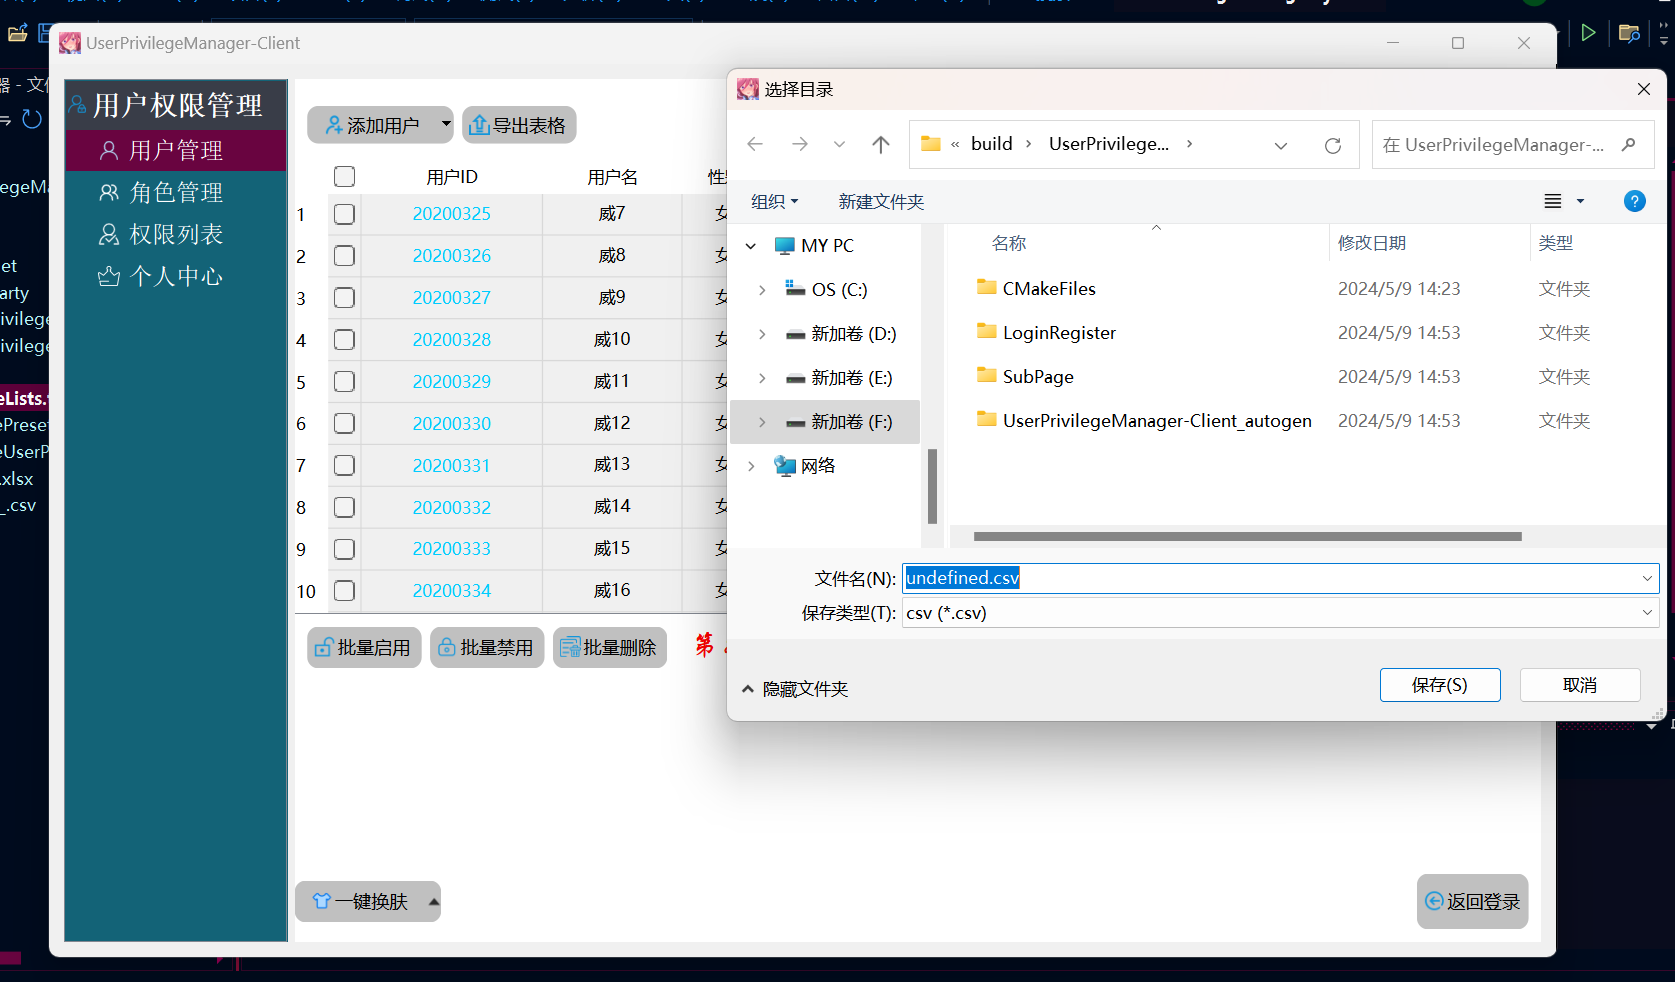 UserPrivilegeManager-Client
器 - 文
用户权限管理
用户管理
角色管理
权限列表
个人中心
et
arty
ivilege
ivilege
eLists.
ePreset
eUserP
.xlsx
_.csv
添加用户
导出表格
用户ID
用户名
1
20200325
威7
女
2
20200326
威8
女
3
20200327
威9
女
4
20200328
威10
女
5
20200329
威11
女
6
20200330
威12
女
7
20200331
威13
女
8
20200332
威14
女
9
20200333
威15
女
10
20200334
威16
女
批量启用
批量禁用
批量删除
第
一键换肤
返回登录
选择目录
« build › UserPrivilege... ›
在 UserPrivilegeManager-...
组织
新建文件夹
?
MY PC
OS (C:)
新加卷 (D:)
新加卷 (E:)
新加卷 (F:)
网络
名称
修改日期
类型
CMakeFiles
2024/5/9 14:23
文件夹
LoginRegister
2024/5/9 14:53
文件夹
SubPage
2024/5/9 14:53
文件夹
UserPrivilegeManager-Client_autogen
2024/5/9 14:53
文件夹
文件名(N):
undefined.csv
保存类型(T):
csv (*.csv)
隐藏文件夹
保存(S)
取消